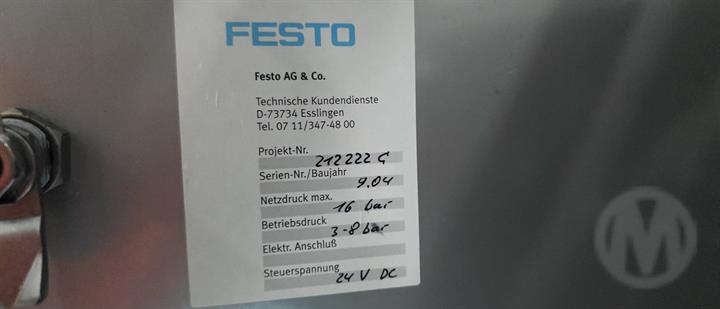 FESTO
Festo AG & Co.
Technische Kundendienste
D-73734 Esslingen
Tel. 07 11/347-48 00
Projekt-Nr. 212222 G
Serien-Nr./Baujahr 9.04
Netzdruck max. 16 bar
Betriebsdruck 3-8 bar
Elektr. Anschluß
Steuerspannung 24 V DC
M